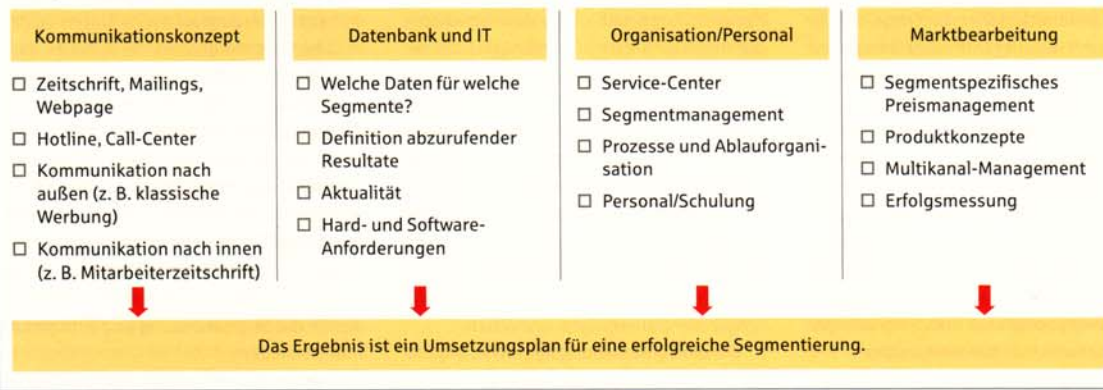 Kommunikationskonzept
☐ Zeitschrift, Mailings,
Webpage
☐ Hotline, Call-Center
☐ Kommunikation nach
außen (z. B. klassische
Werbung)
☐ Kommunikation nach innen
(z. B. Mitarbeiterzeitschrift)
Datenbank und IT
☐ Welche Daten für welche
Segmente?
☐ Definition abzurufender
Resultate
☐ Aktualität
☐ Hard- und Software-
Anforderungen
Organisation/Personal
☐ Service-Center
☐ Segmentmanagement
☐ Prozesse und Ablauforgani-
sation
☐ Personal/Schulung
Marktbearbeitung
☐ Segmentspezifisches
Preismanagement
☐ Produktkonzepte
☐ Multikanal-Management
☐ Erfolgsmessung
Das Ergebnis ist ein Umsetzungsplan für eine erfolgreiche Segmentierung.